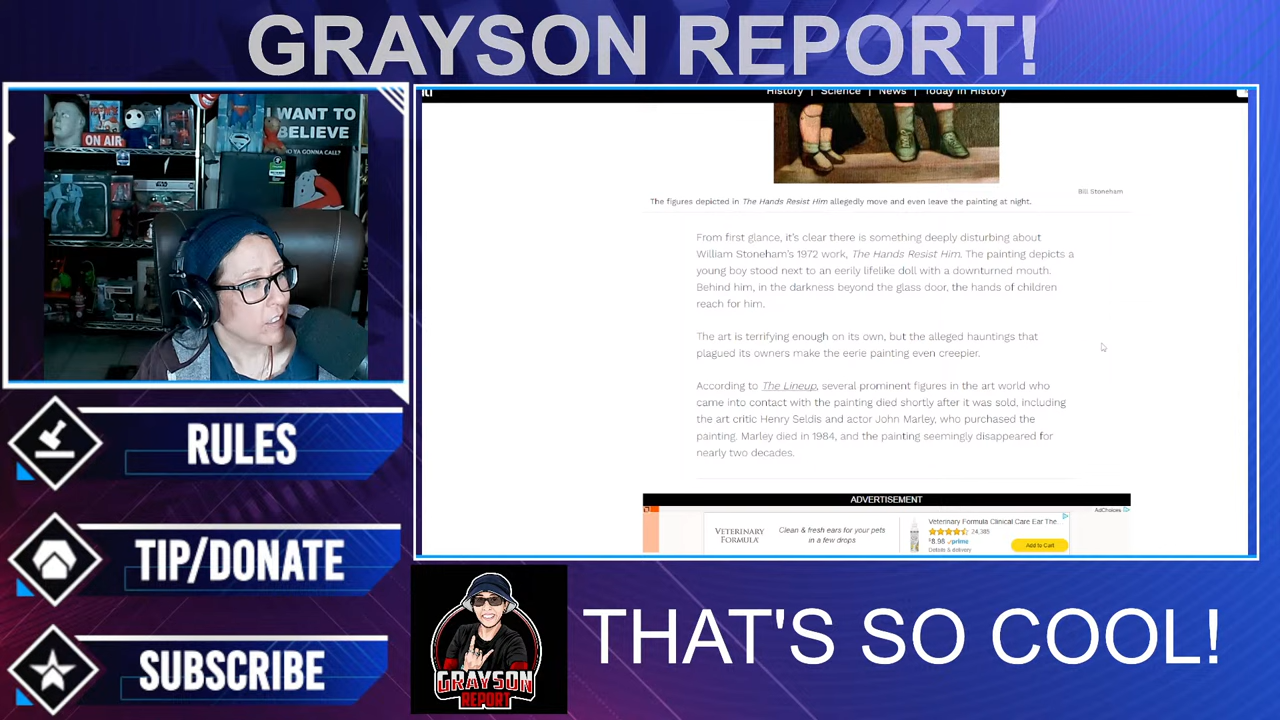 GRAYSON REPORT!
I WANT TO
BELIEVE
YA GONNA CALL?
ON AIR
RULES
TIP/DONATE
SUBSCRIBE
History | Science | News | Today In History
Bill Stoneham
The figures depicted in The Hands Resist Him allegedly move and even leave the painting at night.
From first glance, it's clear there is something deeply disturbing about
William Stoneham's 1972 work, The Hands Resist Him. The painting depicts a
young boy stood next to an eerily lifelike doll with a downturned mouth.
Behind him, in the darkness beyond the glass door, the hands of children
reach for him.
The art is terrifying enough on its own, but the alleged hauntings that
plagued its owners make the eerie painting even creepier.
According to The Lineup, several prominent figures in the art world who
came into contact with the painting died shortly after it was sold, including
the art critic Henry Seldis and actor John Marley, who purchased the
painting. Marley died in 1984, and the painting seemingly disappeared for
nearly two decades.
ADVERTISEMENT
AdChoices
VETERINARY
FORMULA
Clean & fresh ears for your pets
in a few drops
Veterinary Formula Clinical Care Ear The...
24,385
$8.98 prime
Details & delivery
Add to Cart
GRAYSON
REPORT
THAT'S SO COOL!